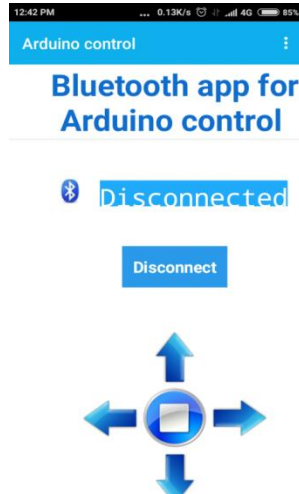 12:42 PM ... 0.13K/s 4G 85%
Arduino control
Bluetooth app for
Arduino control
Disconnected
Disconnect